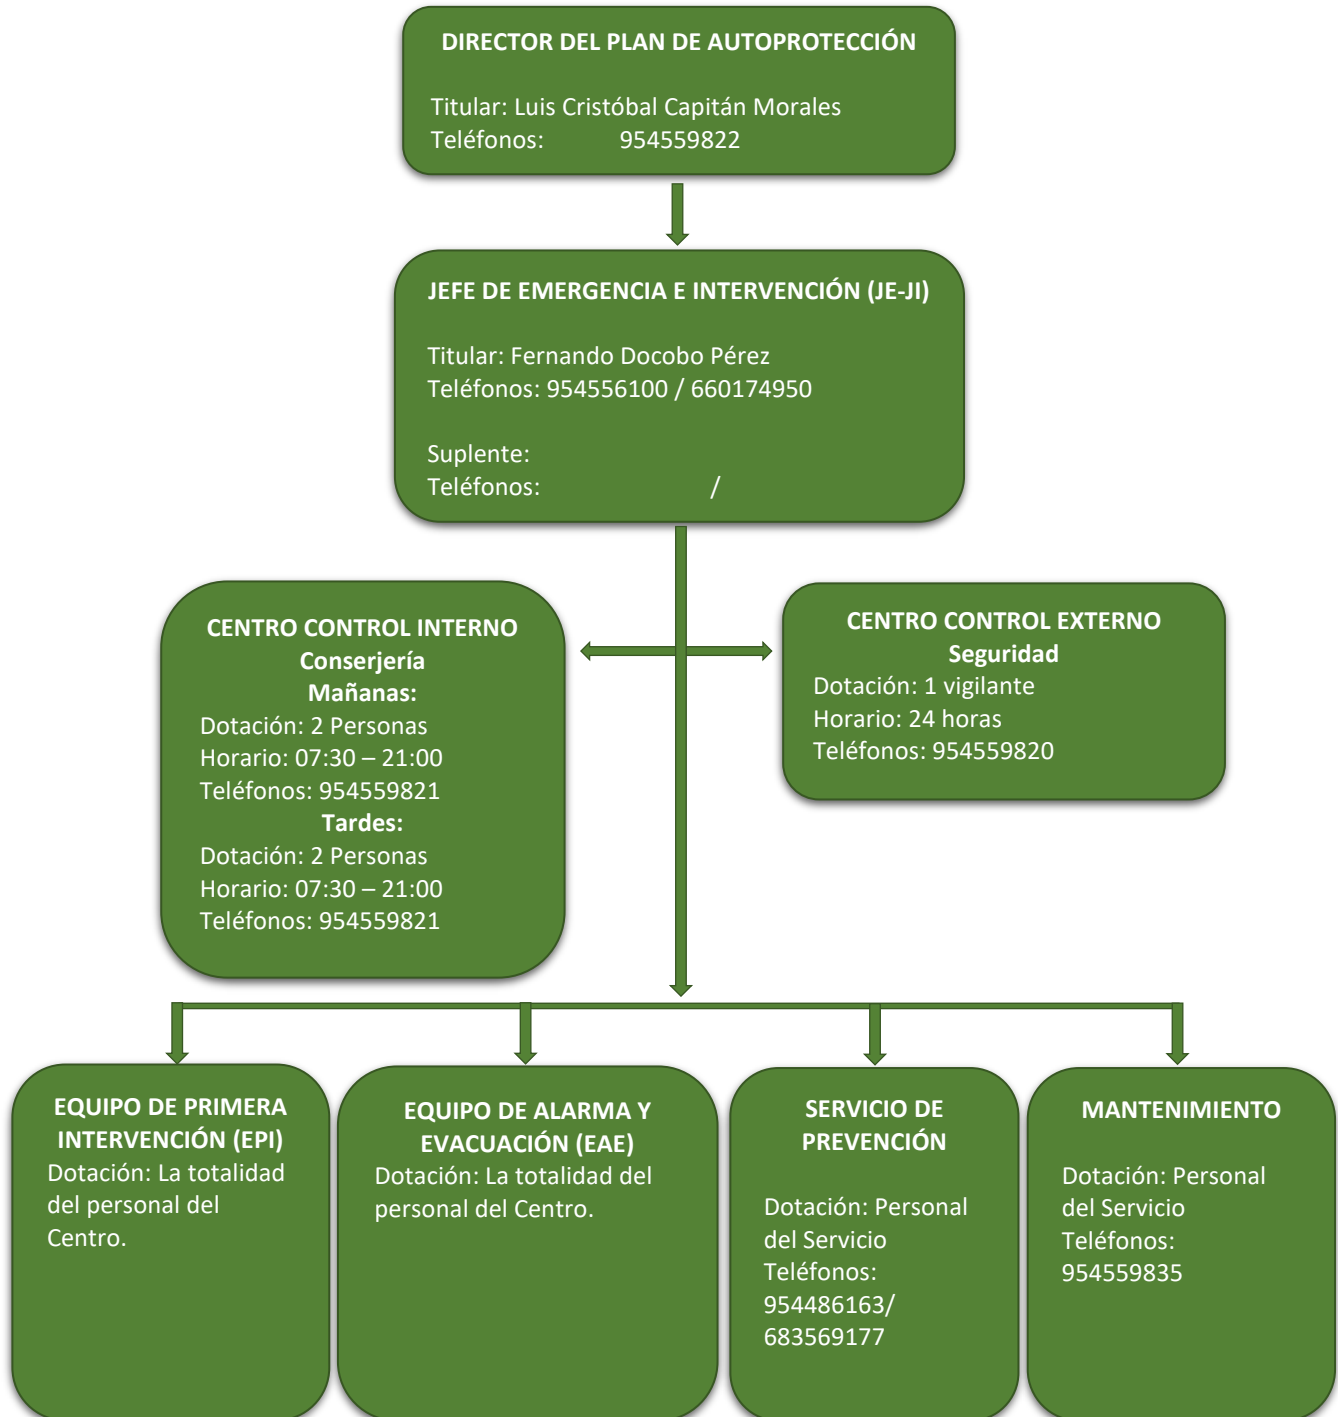 DIRECTOR DEL PLAN DE AUTOPROTECCIÓN
Titular: Luis Cristóbal Capitán Morales
Teléfonos: 954559822
JEFE DE EMERGENCIA E INTERVENCIÓN (JE-JI)
Titular: Fernando Docobo Pérez
Teléfonos: 954556100 / 660174950
Suplente:
Teléfonos: /
CENTRO CONTROL INTERNO
Conserjería
Mañanas:
Dotación: 2 Personas
Horario: 07:30 – 21:00
Teléfonos: 954559821
Tardes:
Dotación: 2 Personas
Horario: 07:30 – 21:00
Teléfonos: 954559821
CENTRO CONTROL EXTERNO
Seguridad
Dotación: 1 vigilante
Horario: 24 horas
Teléfonos: 954559820
EQUIPO DE PRIMERA
INTERVENCIÓN (EPI)
Dotación: La totalidad
del personal del
Centro.
EQUIPO DE ALARMA Y
EVACUACIÓN (EAE)
Dotación: La totalidad del
personal del Centro.
SERVICIO DE
PREVENCIÓN
Dotación: Personal
del Servicio
Teléfonos:
954486163/
683569177
MANTENIMIENTO
Dotación: Personal
del Servicio
Teléfonos:
954559835